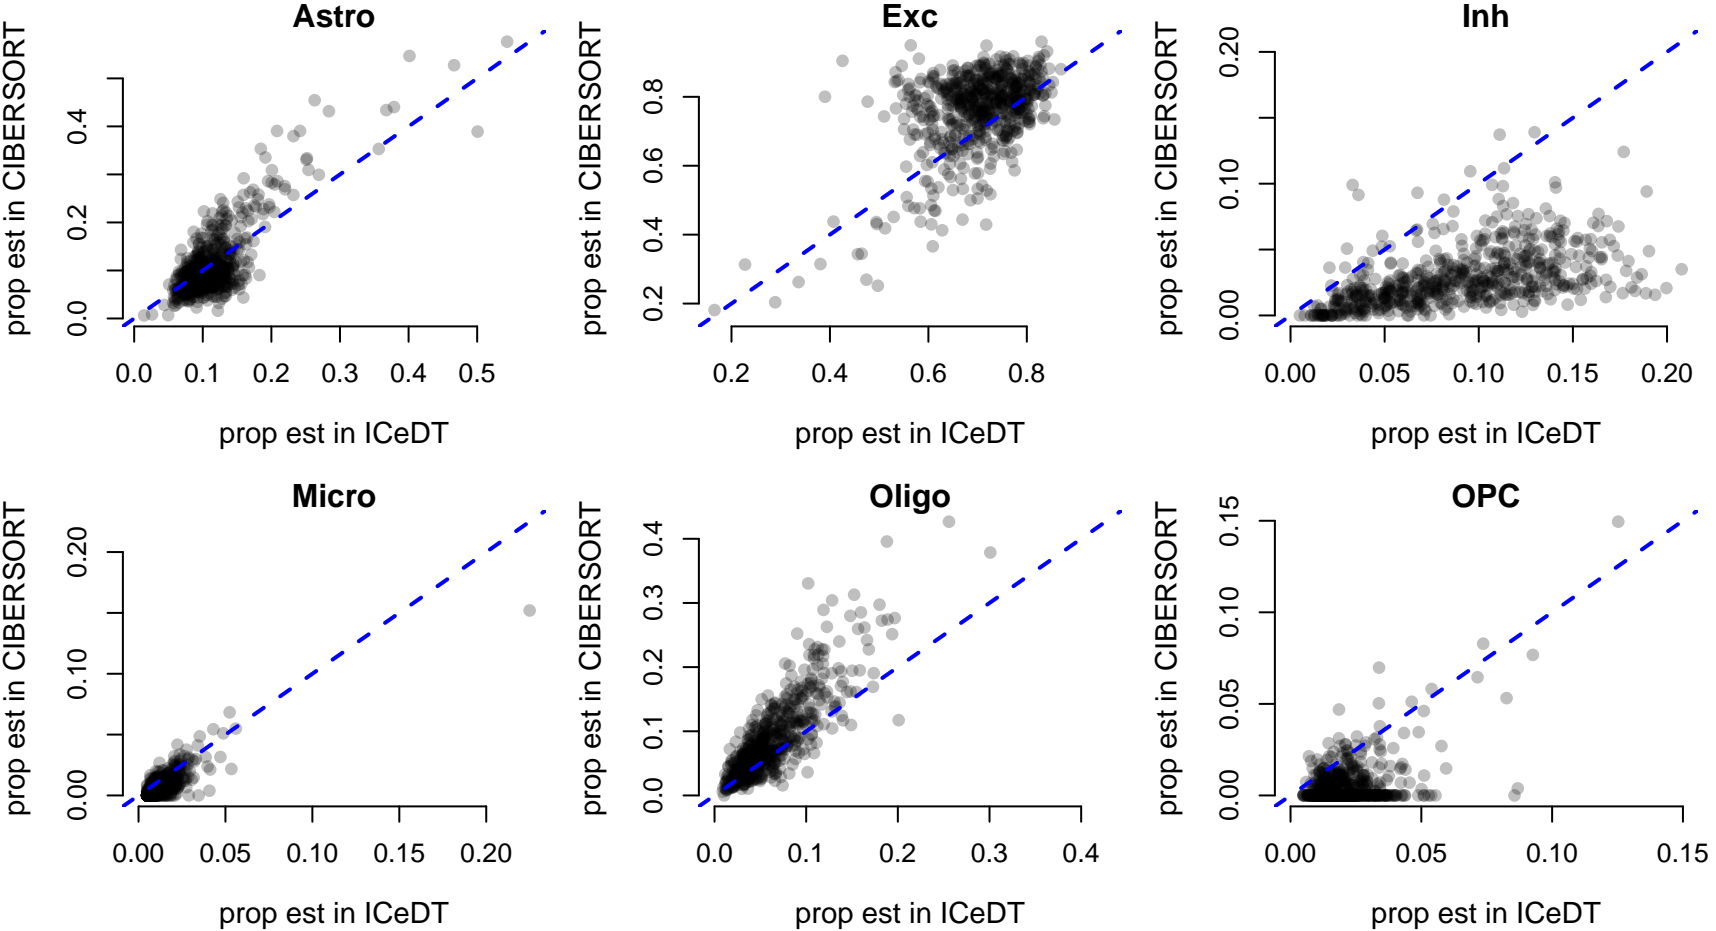 Astro
prop est in CIBERSORT
0.0 0.2 0.4
0.0 0.1 0.2 0.3 0.4 0.5
prop est in ICeDT
Exc
prop est in CIBERSORT
0.2 0.4 0.6 0.8
0.2 0.4 0.6 0.8
prop est in ICeDT
Inh
prop est in CIBERSORT
0.00 0.10 0.20
0.00 0.05 0.10 0.15 0.20
prop est in ICeDT
Micro
prop est in CIBERSORT
0.00 0.10 0.20
0.00 0.05 0.10 0.15 0.20
prop est in ICeDT
Oligo
prop est in CIBERSORT
0.0 0.1 0.2 0.3 0.4
0.0 0.1 0.2 0.3 0.4
prop est in ICeDT
OPC
prop est in CIBERSORT
0.00 0.05 0.10 0.15
0.00 0.05 0.10 0.15
prop est in ICeDT